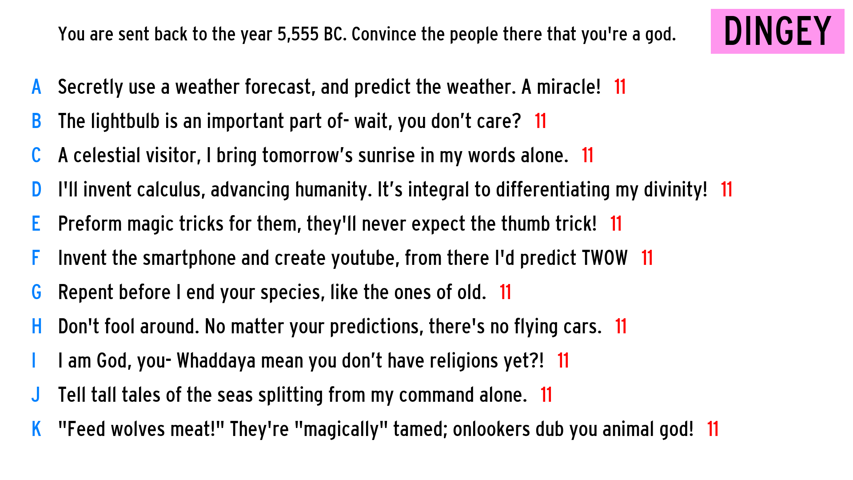 You are sent back to the year 5,555 BC. Convince the people there that you're a god.
DINGEY
A Secretly use a weather forecast, and predict the weather. A miracle! 11
B The lightbulb is an important part of- wait, you don’t care? 11
C A celestial visitor, I bring tomorrow’s sunrise in my words alone. 11
D I'll invent calculus, advancing humanity. It’s integral to differentiating my divinity! 11
E Preform magic tricks for them, they'll never expect the thumb trick! 11
F Invent the smartphone and create youtube, from there I'd predict TWOW 11
G Repent before I end your species, like the ones of old. 11
H Don't fool around. No matter your predictions, there's no flying cars. 11
I I am God, you- Whaddaya mean you don’t have religions yet?! 11
J Tell tall tales of the seas splitting from my command alone. 11
K "Feed wolves meat!" They're "magically" tamed; onlookers dub you animal god! 11